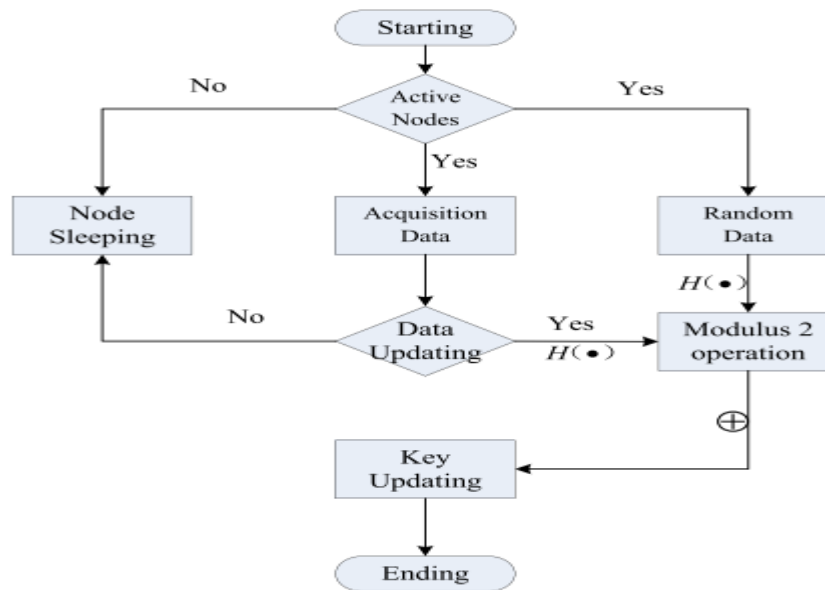 Starting
No
Active
Nodes
Yes
Yes
Node
Sleeping
Acquisition
Data
Random
Data
H(•)
No
Data
Updating
Yes
H(•)
Modulus 2
operation
⊕
Key
Updating
Ending